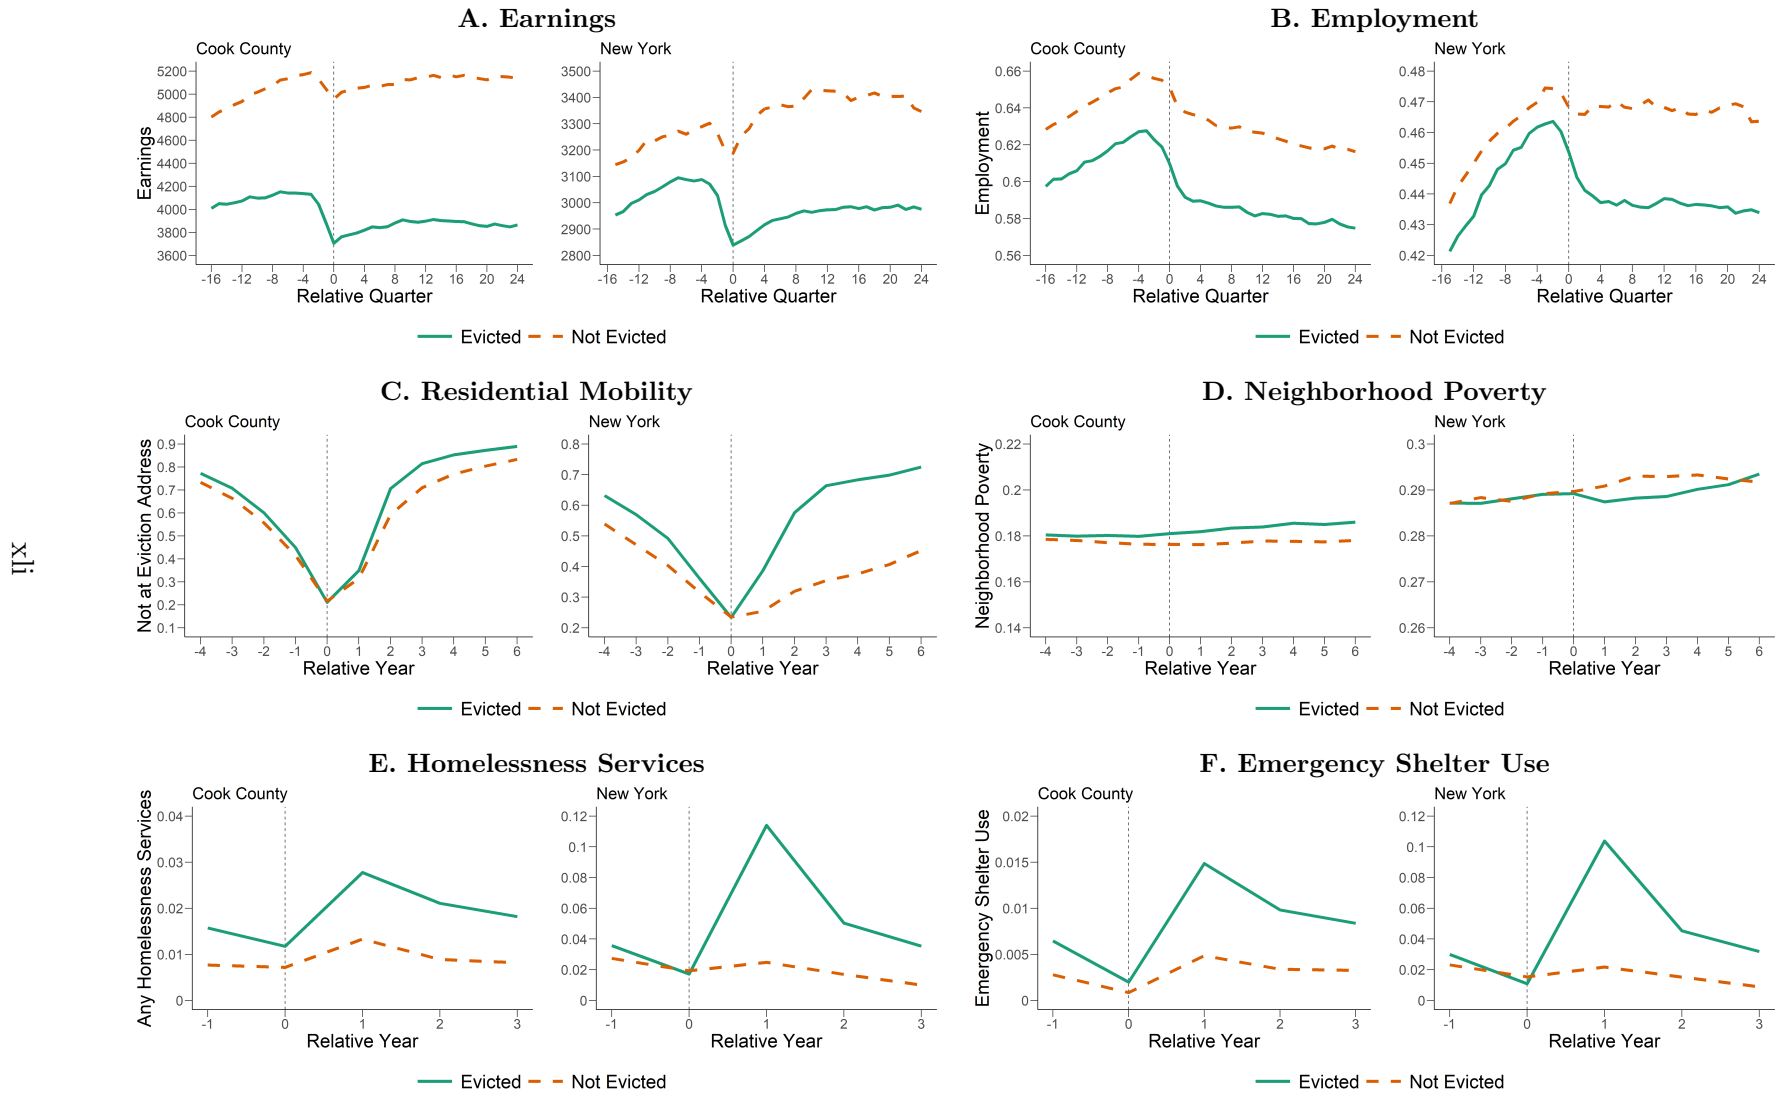 A. Earnings
Cook County
Earnings
5200
5000
4800
4600
4400
4200
4000
3800
3600
-16 -12 -8 -4 0 4 8 12 16 20 24
Relative Quarter
New York
3500
3400
3300
3200
3100
3000
2900
2800
-16 -12 -8 -4 0 4 8 12 16 20 24
Relative Quarter
Evicted Not Evicted
B. Employment
Cook County
Employment
0.66
0.64
0.62
0.6
0.58
0.56
-16 -12 -8 -4 0 4 8 12 16 20 24
Relative Quarter
New York
0.48
0.47
0.46
0.45
0.44
0.43
0.42
-16 -12 -8 -4 0 4 8 12 16 20 24
Relative Quarter
Evicted Not Evicted
xli
C. Residential Mobility
Cook County
Not at Eviction Address
0.9
0.8
0.7
0.6
0.5
0.4
0.3
0.2
0.1
-4 -3 -2 -1 0 1 2 3 4 5 6
Relative Year
New York
0.8
0.7
0.6
0.5
0.4
0.3
0.2
-4 -3 -2 -1 0 1 2 3 4 5 6
Relative Year
Evicted Not Evicted
D. Neighborhood Poverty
Cook County
Neighborhood Poverty
0.22
0.2
0.18
0.16
0.14
-4 -3 -2 -1 0 1 2 3 4 5 6
Relative Year
New York
0.3
0.29
0.28
0.27
0.26
-4 -3 -2 -1 0 1 2 3 4 5 6
Relative Year
Evicted Not Evicted
E. Homelessness Services
Cook County
Any Homelessness Services
0.04
0.03
0.02
0.01
0
-1 0 1 2 3
Relative Year
New York
0.12
0.1
0.08
0.06
0.04
0.02
0
-1 0 1 2 3
Relative Year
Evicted Not Evicted
F. Emergency Shelter Use
Cook County
Emergency Shelter Use
0.02
0.015
0.01
0.005
0
-1 0 1 2 3
Relative Year
New York
0.12
0.1
0.08
0.06
0.04
0.02
0
-1 0 1 2 3
Relative Year
Evicted Not Evicted